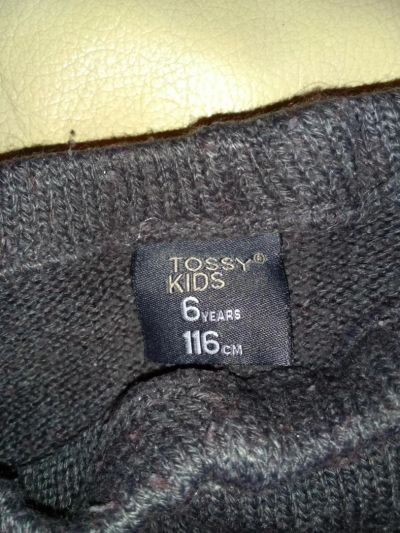 TOSSY®
KIDS
6 YEARS
116 CM